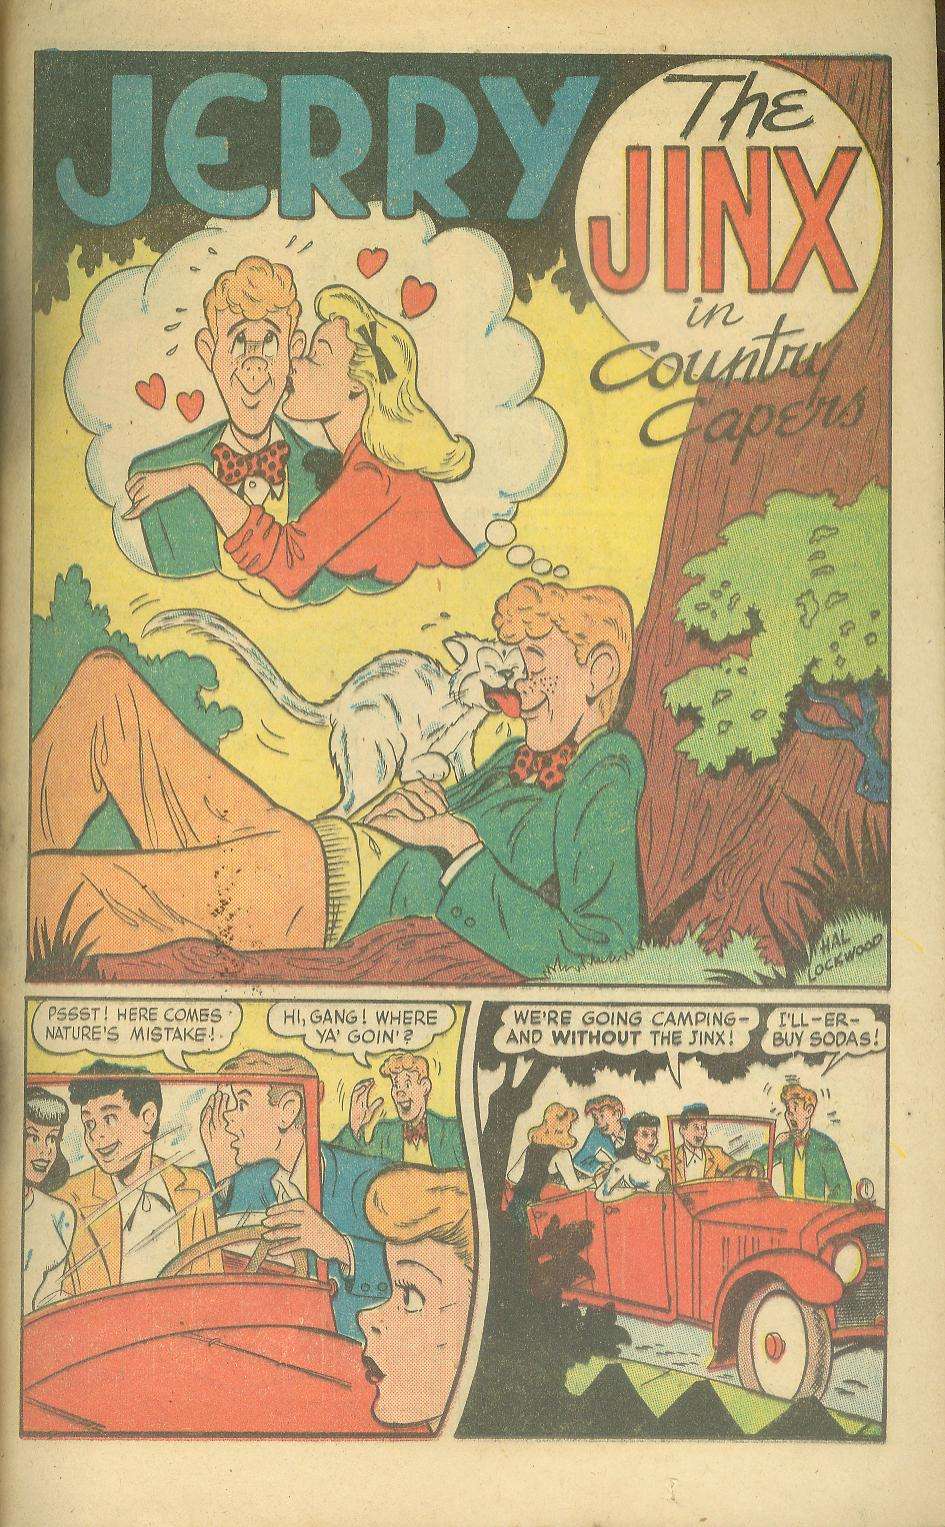 JERRY
The
JINX
in
Country
Capers
HAL
LOCKWOOD
PSSST! HERE COMES
NATURE'S MISTAKE!
HI, GANG! WHERE
YA' GOIN'?
WE'RE GOING CAMPING-
AND WITHOUT THE JINX!
I'LL-ER-
BUY SODAS!